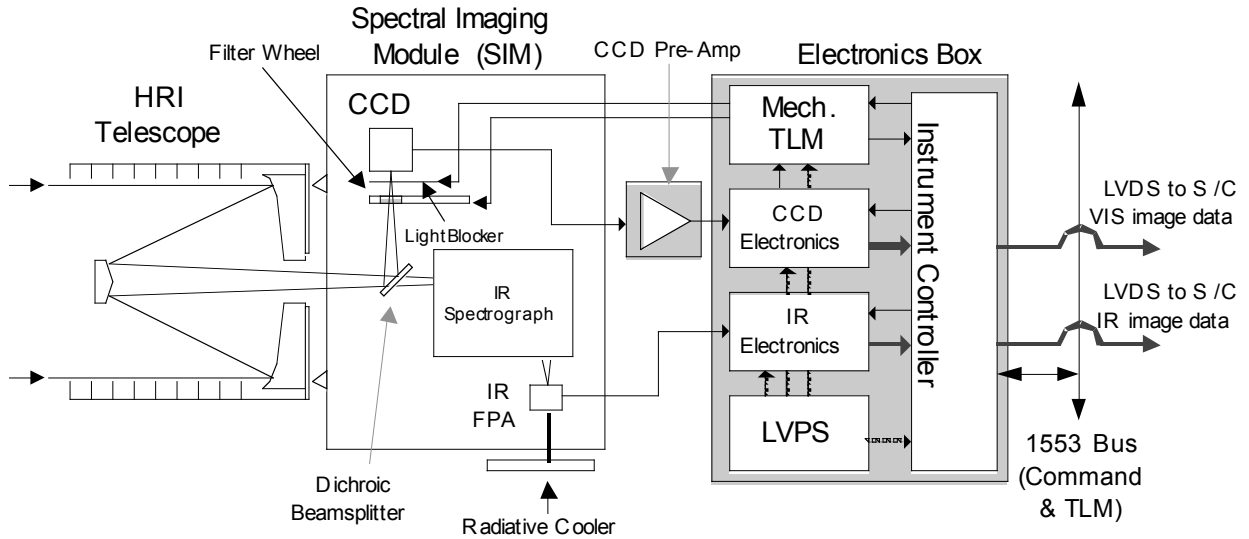 Spectral Imaging
Module (SIM)
Filter Wheel
CCD Pre-Amp
Electronics Box
HRI
Telescope
CCD
Mech.
TLM
Instrument Controller
LVDS to S/C
VIS image data
LightBlocker
CCD
Electronics
IR
Spectrograph
LVDS to S/C
IR image data
IR
Electronics
IR
FPA
LVPS
1553 Bus
(Command
& TLM)
Dichroic
Beamsplitter
Radiative Cooler